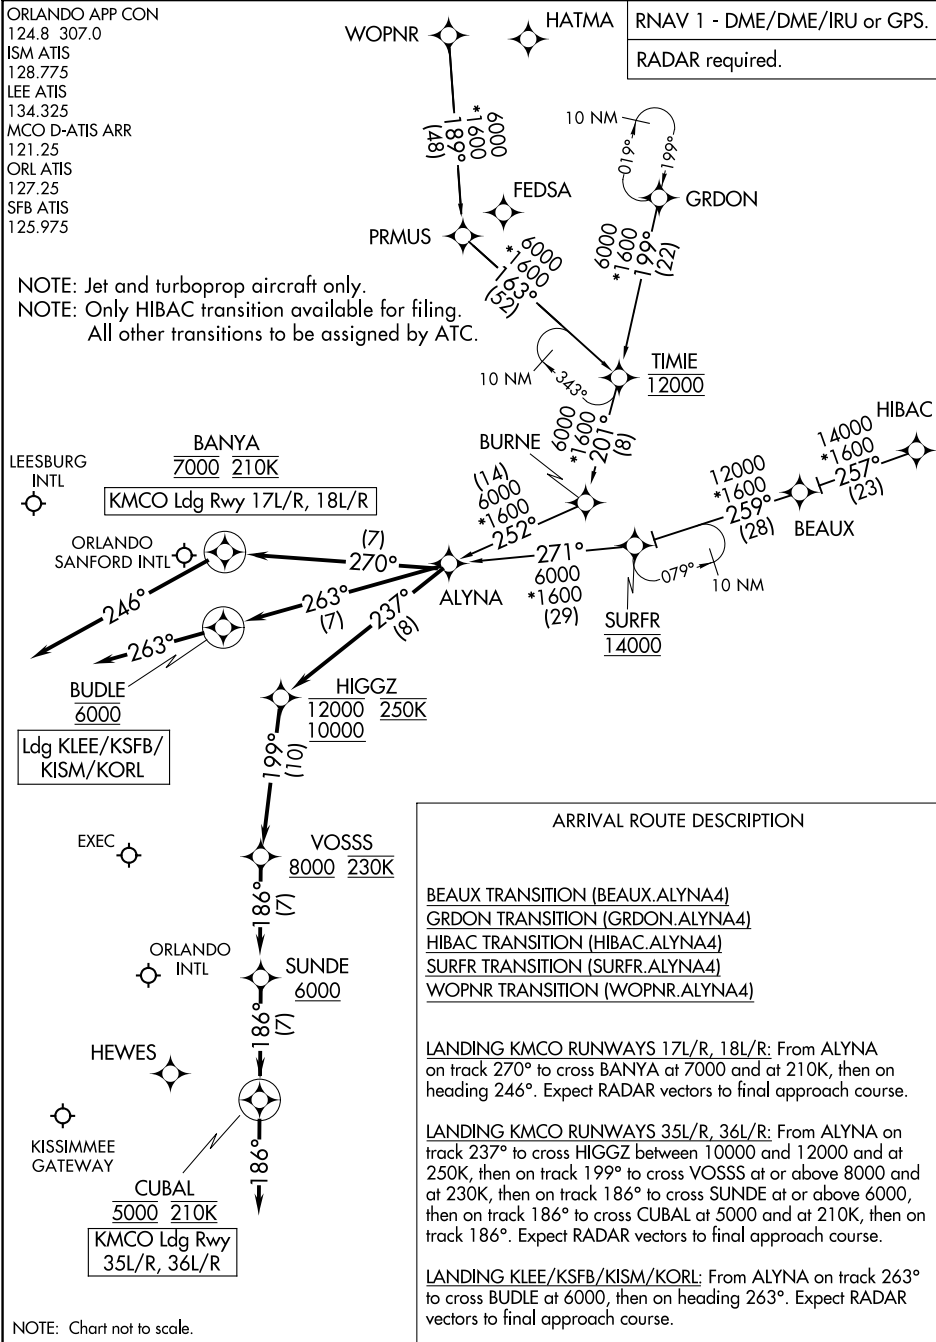 ORLANDO APP CON
124.8 307.0
ISM ATIS
128.775
LEE ATIS
134.325
MCO D-ATIS ARR
121.25
ORL ATIS
127.25
SFB ATIS
125.975
RNAV 1 - DME/DME/IRU or GPS.
RADAR required.
WOPNR
HATMA
6000
*1600
189°
(48)
10 NM
019°
199°
GRDON
FEDSA
PRMUS
6000
*1600
163°
(52)
6000
*1600
199°
(22)
NOTE: Jet and turboprop aircraft only.
NOTE: Only HIBAC transition available for filing.
All other transitions to be assigned by ATC.
10 NM
343°
TIMIE
12000
6000
*1600
201°
(8)
BURNE
HIBAC
14000
*1600
257°
(23)
BEAUX
12000
*1600
259°
(28)
(14)
6000
*1600
252°
BANYA
7000 210K
KMCO Ldg Rwy 17L/R, 18L/R
LEESBURG
INTL
ORLANDO
SANFORD INTL
(7)
270°
246°
ALYNA
271°
6000
*1600
(29)
079°
10 NM
SURFR
14000
263°
(7)
263°
237°
(8)
BUDLE
6000
Ldg KLEE/KSFB/
KISM/KORL
HIGGZ
12000 250K
10000
199°
(10)
EXEC
VOSSS
8000 230K
186°
(7)
ORLANDO
INTL
SUNDE
6000
186°
(7)
HEWES
KISSIMMEE
GATEWAY
186°
CUBAL
5000 210K
KMCO Ldg Rwy
35L/R, 36L/R
NOTE: Chart not to scale.
ARRIVAL ROUTE DESCRIPTION
BEAUX TRANSITION (BEAUX.ALYNA4)
GRDON TRANSITION (GRDON.ALYNA4)
HIBAC TRANSITION (HIBAC.ALYNA4)
SURFR TRANSITION (SURFR.ALYNA4)
WOPNR TRANSITION (WOPNR.ALYNA4)
LANDING KMCO RUNWAYS 17L/R, 18L/R: From ALYNA
on track 270° to cross BANYA at 7000 and at 210K, then on
heading 246°. Expect RADAR vectors to final approach course.
LANDING KMCO RUNWAYS 35L/R, 36L/R: From ALYNA on
track 237° to cross HIGGZ between 10000 and 12000 and at
250K, then on track 199° to cross VOSSS at or above 8000 and
at 230K, then on track 186° to cross SUNDE at or above 6000,
then on track 186° to cross CUBAL at 5000 and at 210K, then on
track 186°. Expect RADAR vectors to final approach course.
LANDING KLEE/KSFB/KISM/KORL: From ALYNA on track 263°
to cross BUDLE at 6000, then on heading 263°. Expect RADAR
vectors to final approach course.